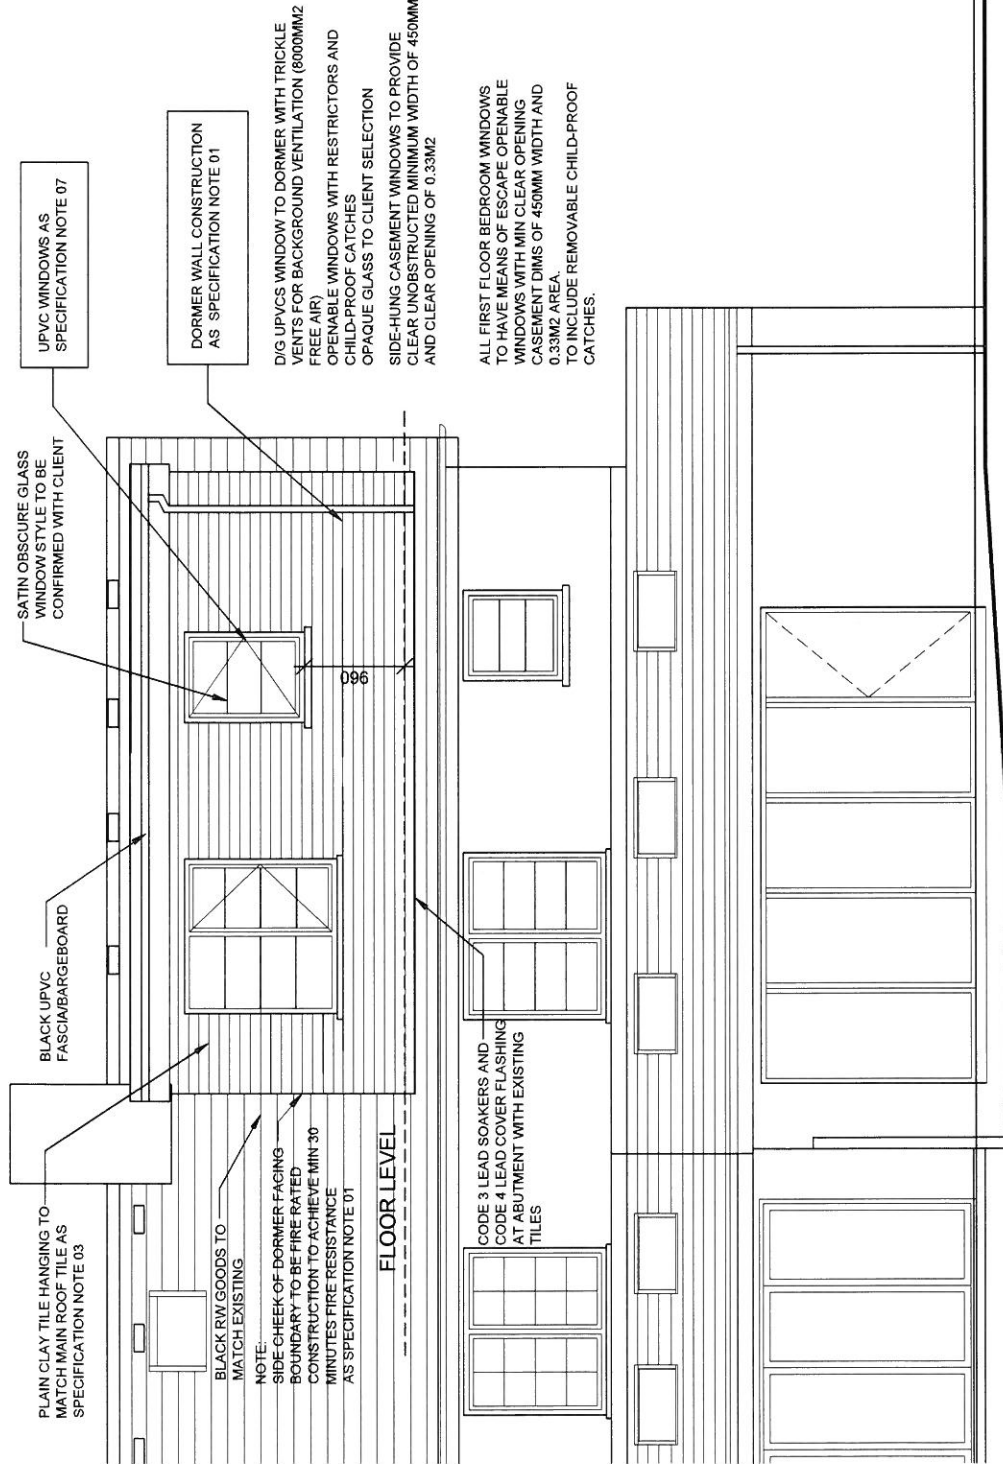 PLAIN CLAY TILE HANGING TO
MATCH MAIN ROOF TILE AS
SPECIFICATION NOTE 03
BLACK UPVC
FASCIA/BARGEBOARD
SATIN OBSCURE GLASS
WINDOW STYLE TO BE
CONFIRMED WITH CLIENT
UPVC WINDOWS AS
SPECIFICATION NOTE 07
DORMER WALL CONSTRUCTION
AS SPECIFICATION NOTE 01
D/G UPVCS WINDOW TO DORMER WITH TRICKLE
VENTS FOR BACKGROUND VENTILATION (8000MM2
FREE AIR)
OPENABLE WINDOWS WITH RESTRICTORS AND
CHILD-PROOF CATCHES
OPAQUE GLASS TO CLIENT SELECTION
SIDE-HUNG CASEMENT WINDOWS TO PROVIDE
CLEAR UNOBSTRUCTED MINIMUM WIDTH OF 450MM
AND CLEAR OPENING OF 0.33M2
ALL FIRST FLOOR BEDROOM WINDOWS
TO HAVE MEANS OF ESCAPE OPENABLE
WINDOWS WITH MIN CLEAR OPENING
CASEMENT DIMS OF 450MM WIDTH AND
0.33M2 AREA.
TO INCLUDE REMOVABLE CHILD-PROOF
CATCHES.
960
BLACK RW GOODS TO
MATCH EXISTING
NOTE:
SIDE CHEEK OF DORMER FACING
BOUNDARY TO BE FIRE RATED
CONSTRUCTION TO ACHIEVE MIN 30
MINUTES FIRE RESISTANCE
AS SPECIFICATION NOTE 01
FLOOR LEVEL
CODE 3 LEAD SOAKERS AND
CODE 4 LEAD COVER FLASHING
AT ABUTMENT WITH EXISTING
TILES